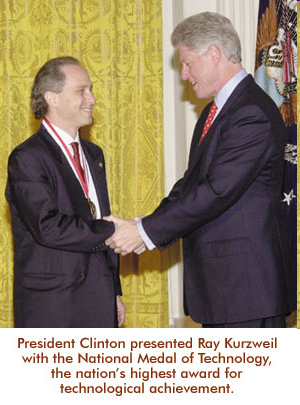 President Clinton presented Ray Kurzweil
with the National Medal of Technology,
the nation's highest award for
technological achievement.